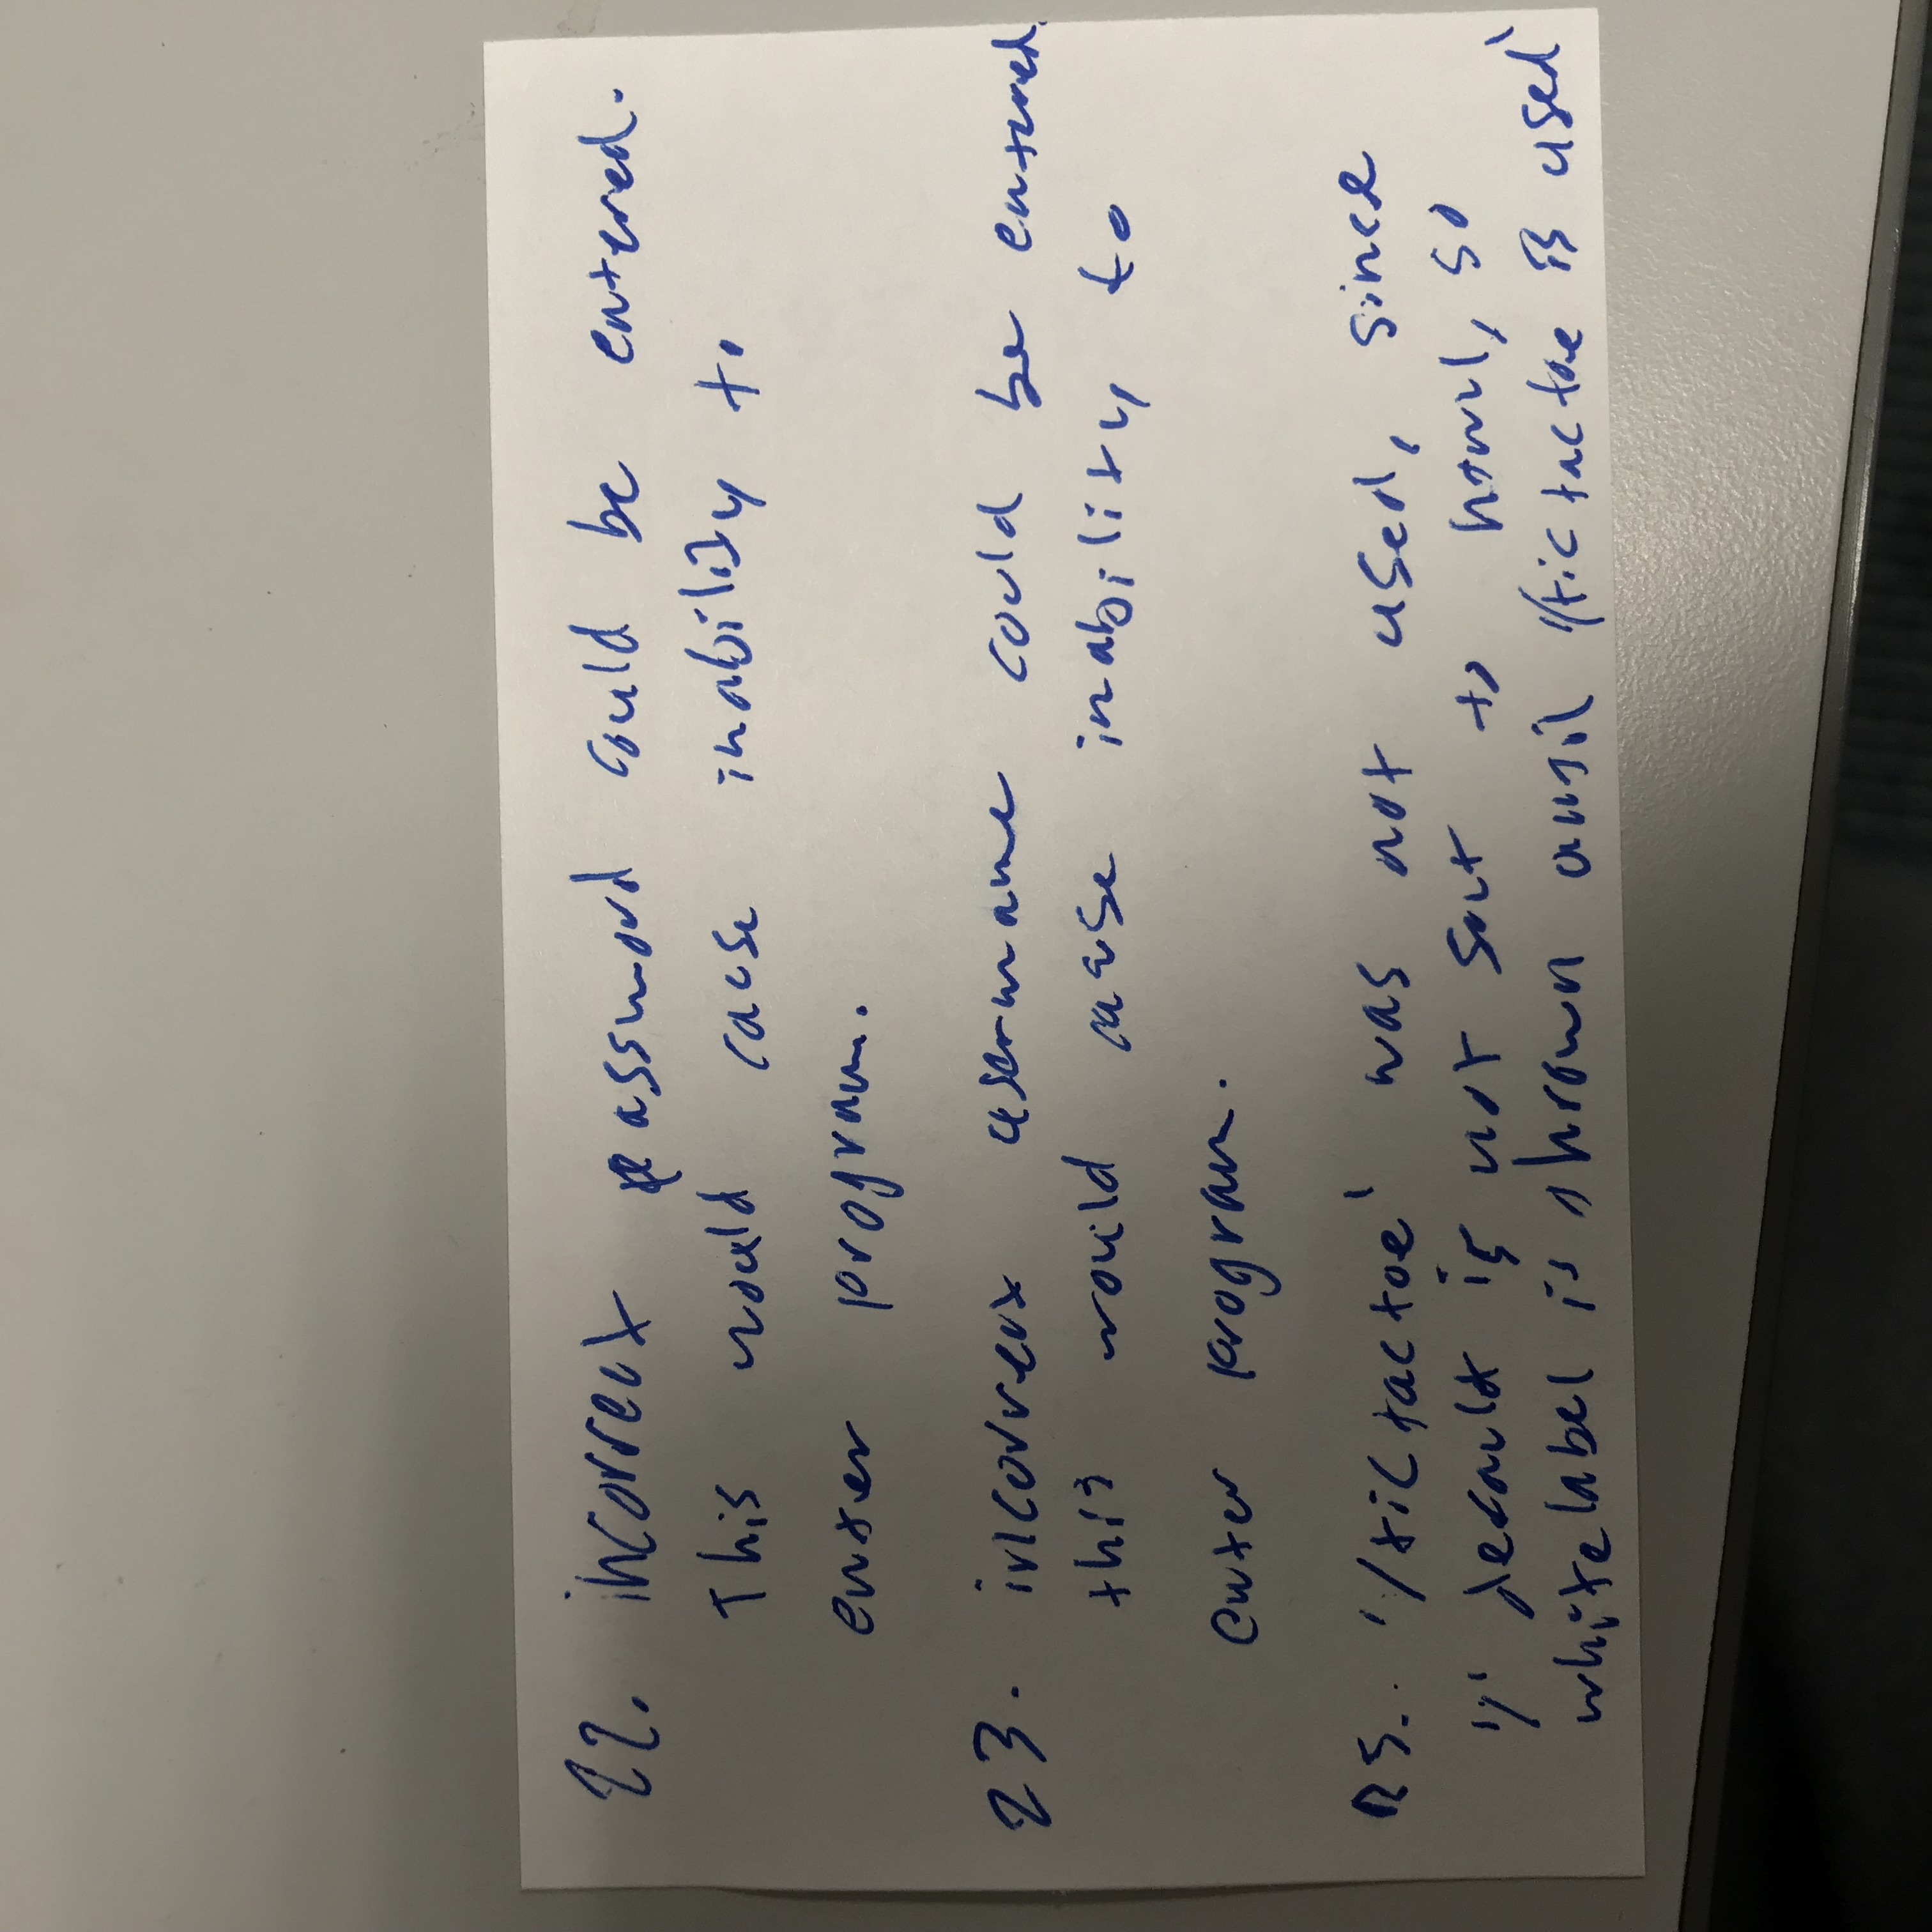 22. incorrect password could be entered.
This would cause inability to
enter program.
23. incorrect username could be entered.
this would cause inability to
enter program.
25. '/tictactoe' was not used, since
'/' default is not to html, so
whitelabel is thrown until '/tictactoe is used'